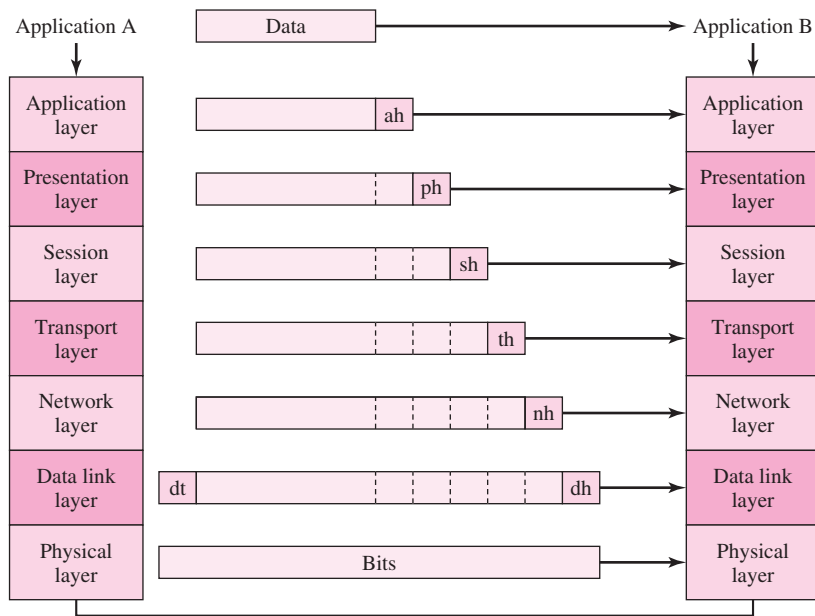 Application A
Data
Application B
Application
layer
ah
Application
layer
Presentation
layer
ph
Presentation
layer
Session
layer
sh
Session
layer
Transport
layer
th
Transport
layer
Network
layer
nh
Network
layer
Data link
layer
dt
dh
Data link
layer
Physical
layer
Bits
Physical
layer